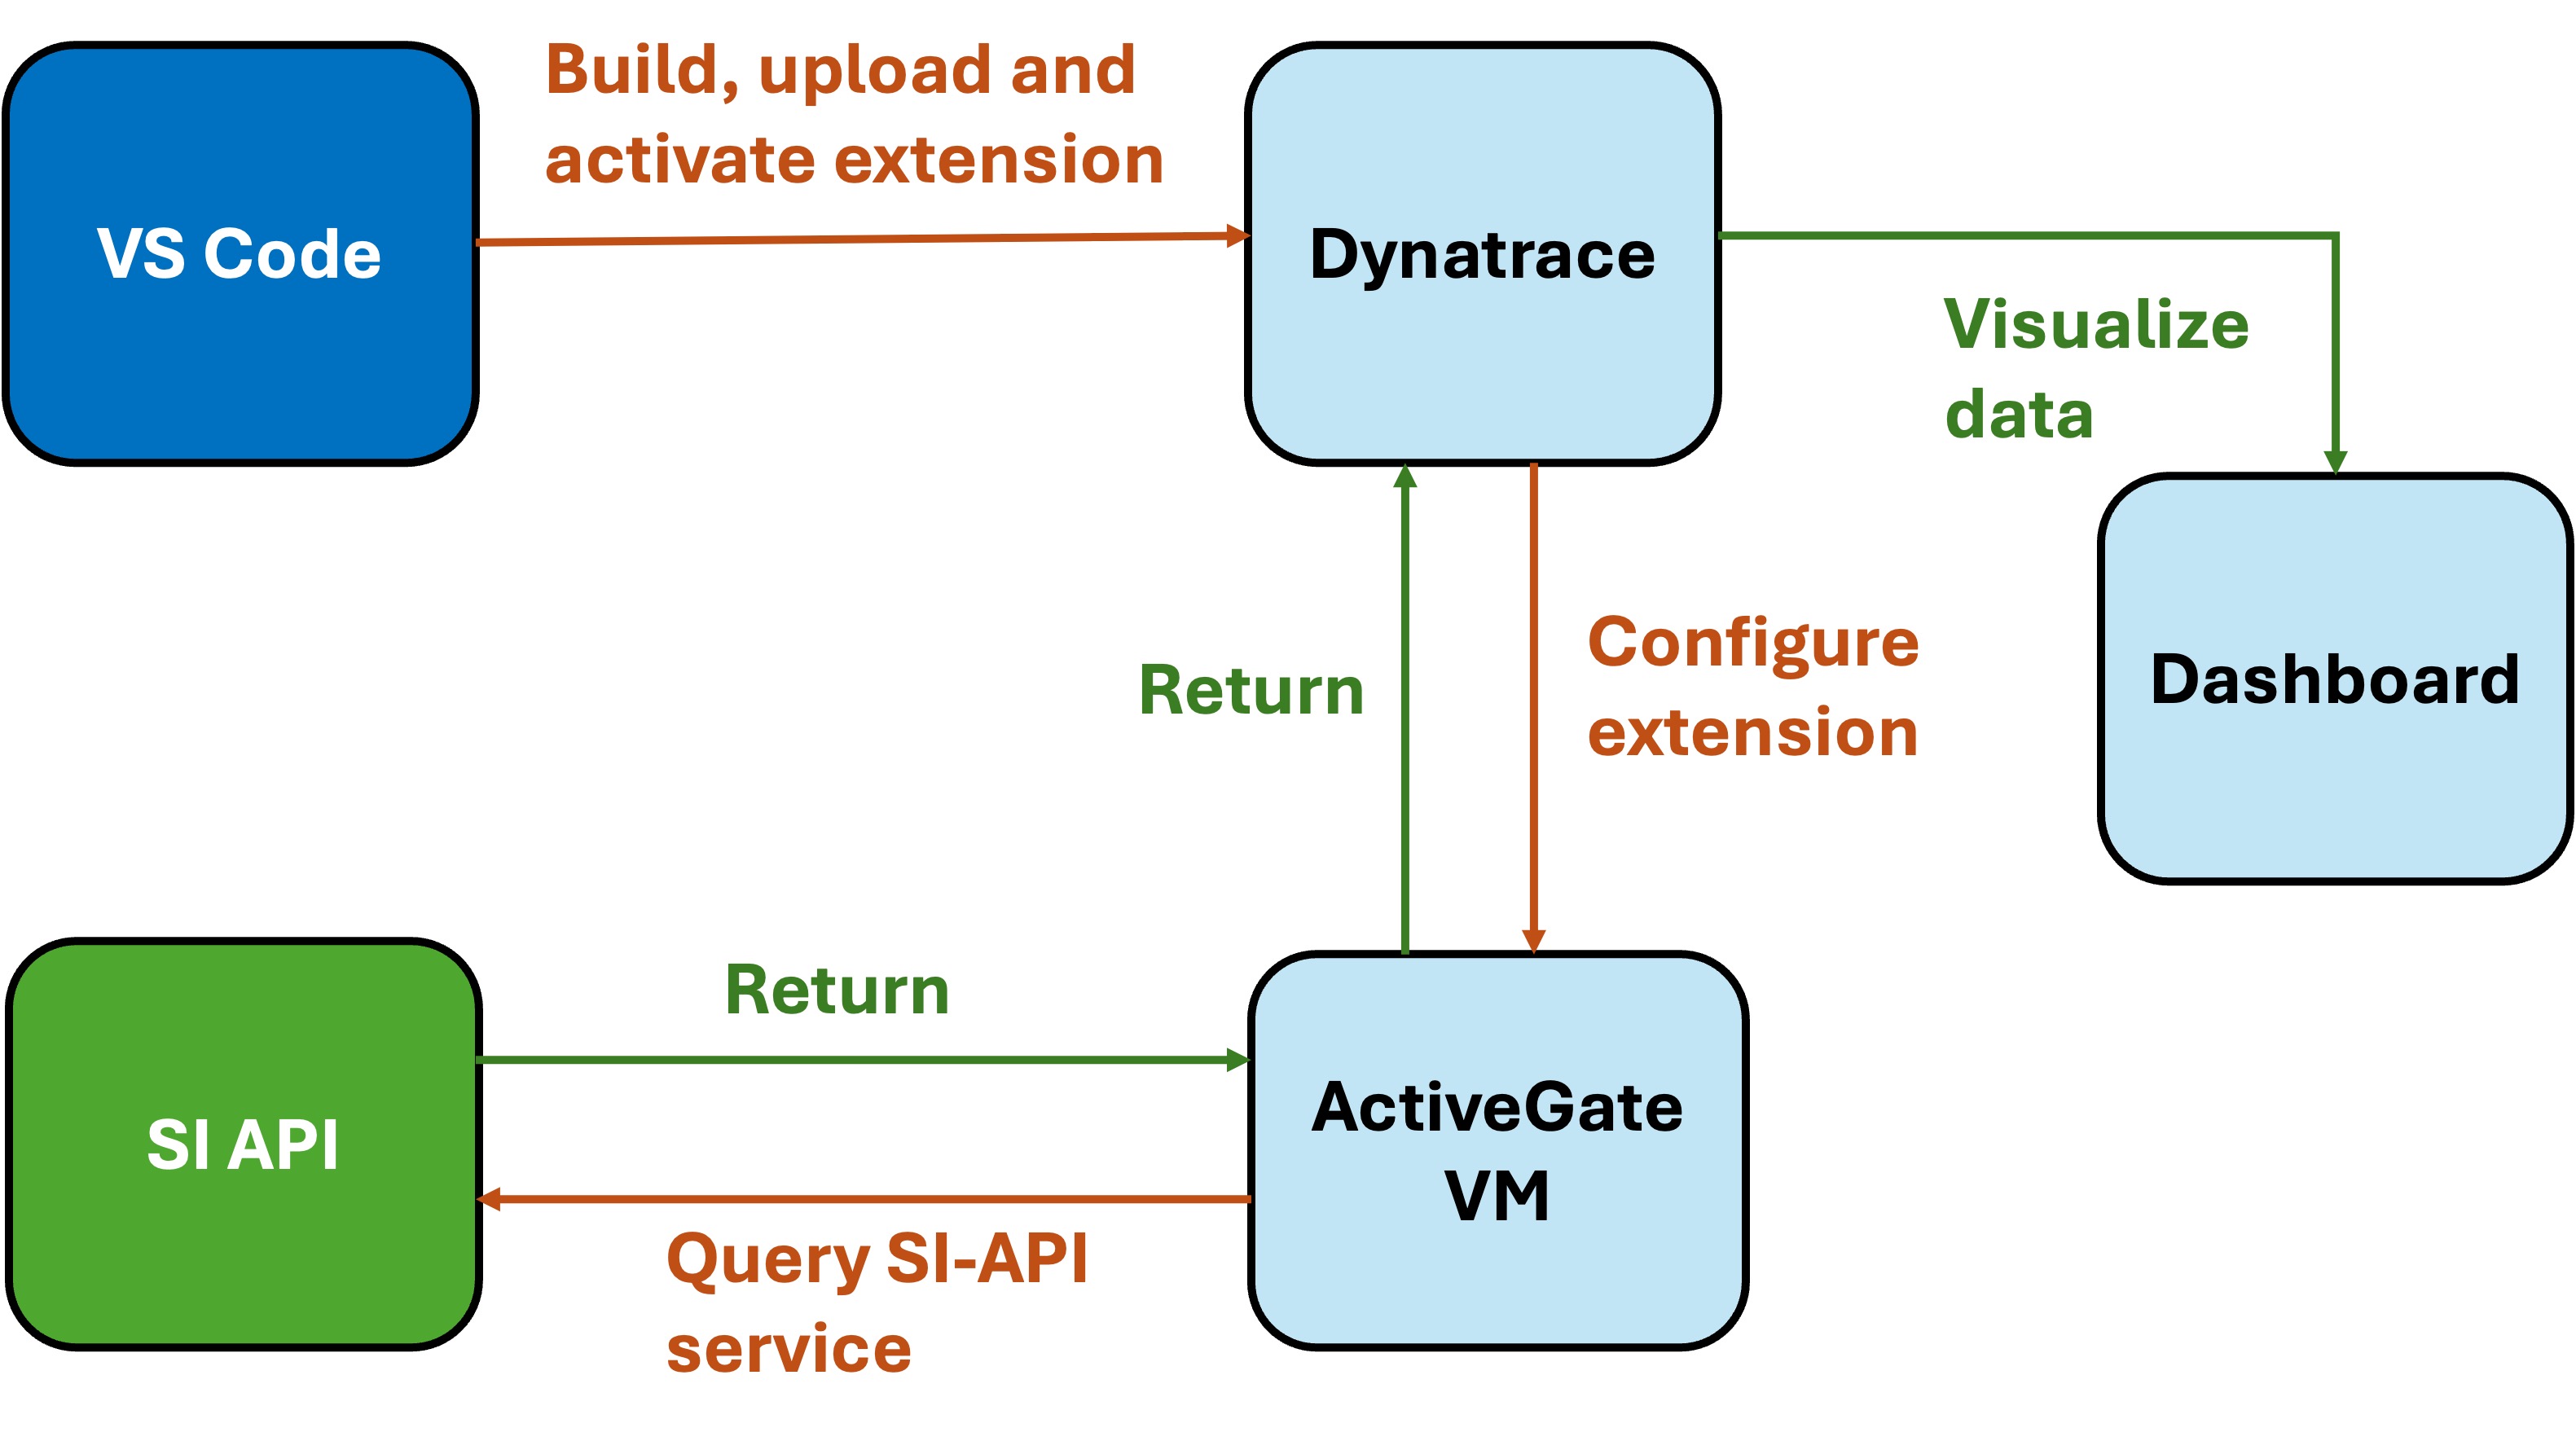 Build, upload and
activate extension
VS Code
Dynatrace
Visualize
data
Return
Configure
extension
Dashboard
Return
SI API
ActiveGate
VM
Query SI-API
service